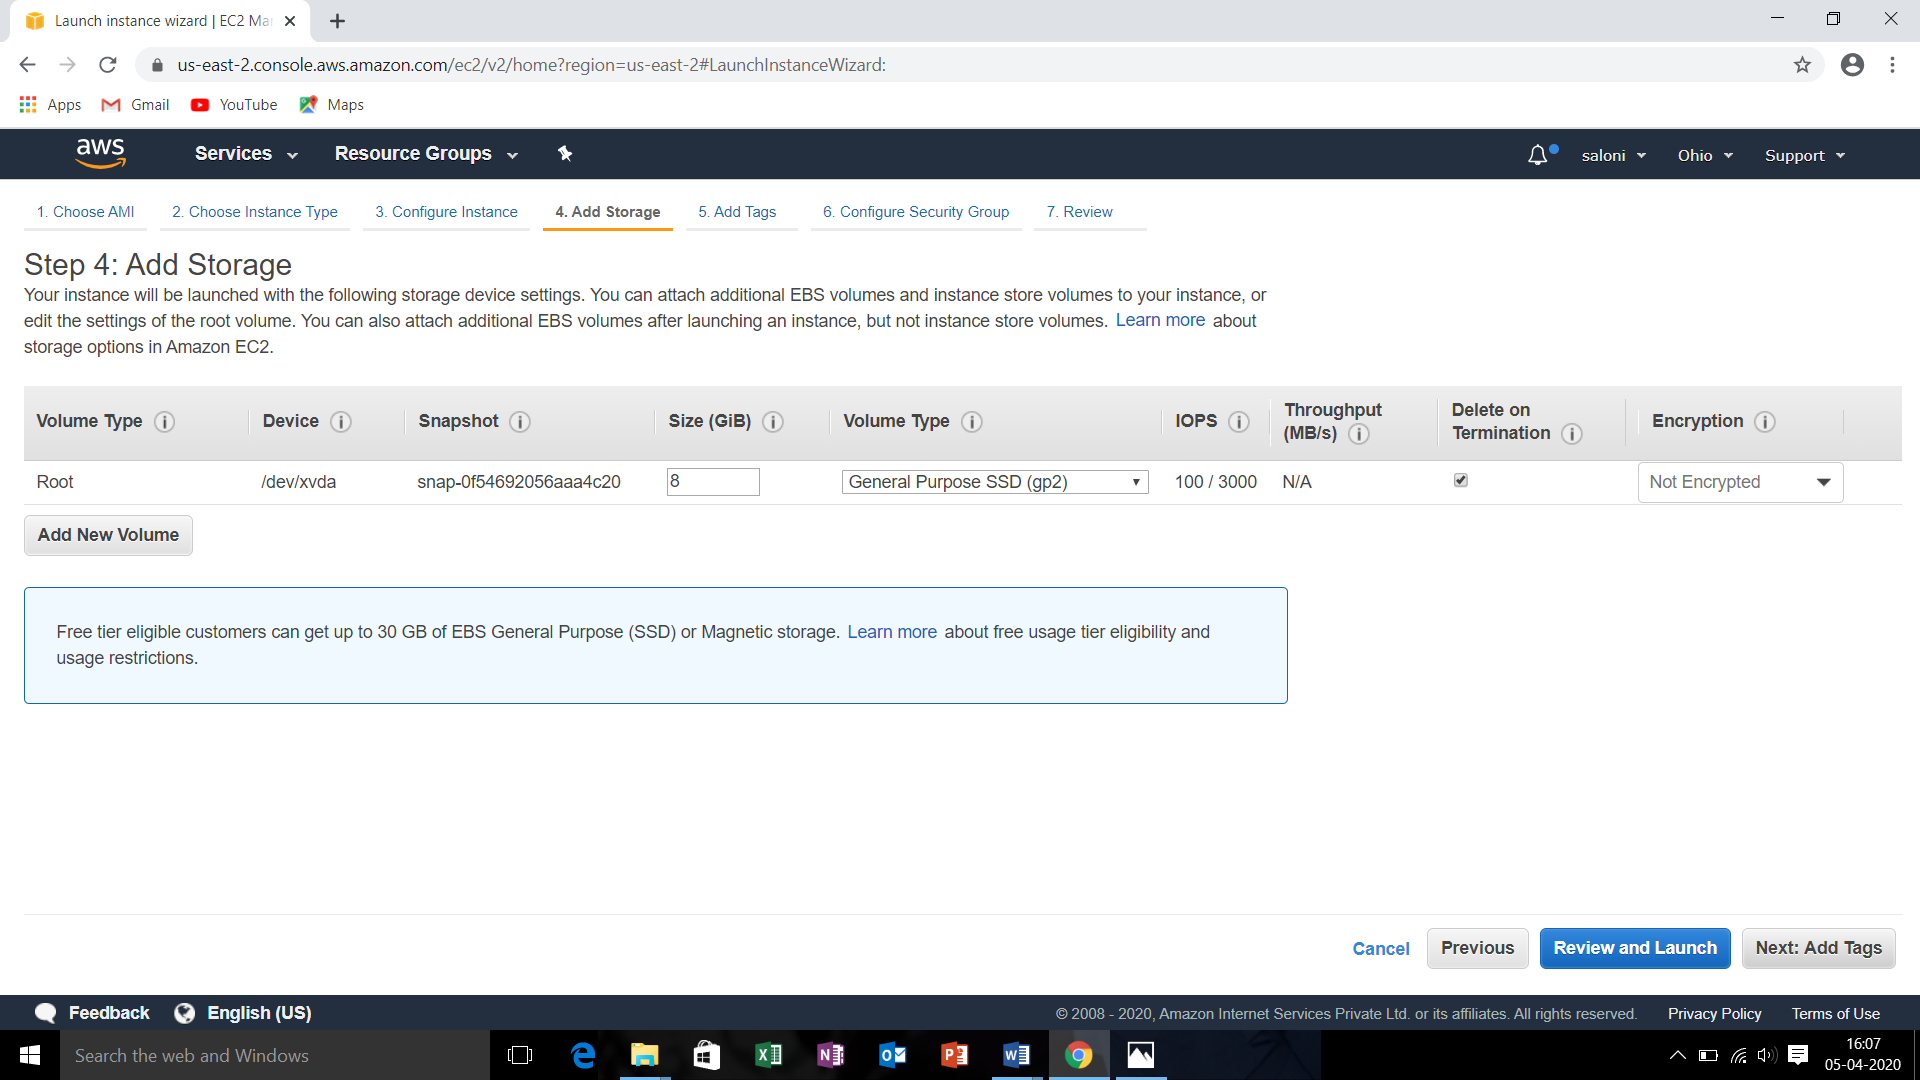 Launch instance wizard | EC2 Mar
us-east-2.console.aws.amazon.com/ec2/v2/home?region=us-east-2#LaunchInstanceWizard:
Apps Gmail YouTube Maps
aws Services Resource Groups saloni Ohio Support
1. Choose AMI 2. Choose Instance Type 3. Configure Instance 4. Add Storage 5. Add Tags 6. Configure Security Group 7. Review
Step 4: Add Storage
Your instance will be launched with the following storage device settings. You can attach additional EBS volumes and instance store volumes to your instance, or
edit the settings of the root volume. You can also attach additional EBS volumes after launching an instance, but not instance store volumes. Learn more about
storage options in Amazon EC2.
Volume Type i Device i Snapshot i Size (GiB) i Volume Type i IOPS i Throughput (MB/s) i Delete on Termination i Encryption i
Root /dev/xvda snap-0f54692056aaa4c20 8 General Purpose SSD (gp2) 100 / 3000 N/A Not Encrypted
Add New Volume
Free tier eligible customers can get up to 30 GB of EBS General Purpose (SSD) or Magnetic storage. Learn more about free usage tier eligibility and
usage restrictions.
Cancel Previous Review and Launch Next: Add Tags
Feedback English (US) © 2008 - 2020, Amazon Internet Services Private Ltd. or its affiliates. All rights reserved. Privacy Policy Terms of Use
Search the web and Windows
16:07
05-04-2020